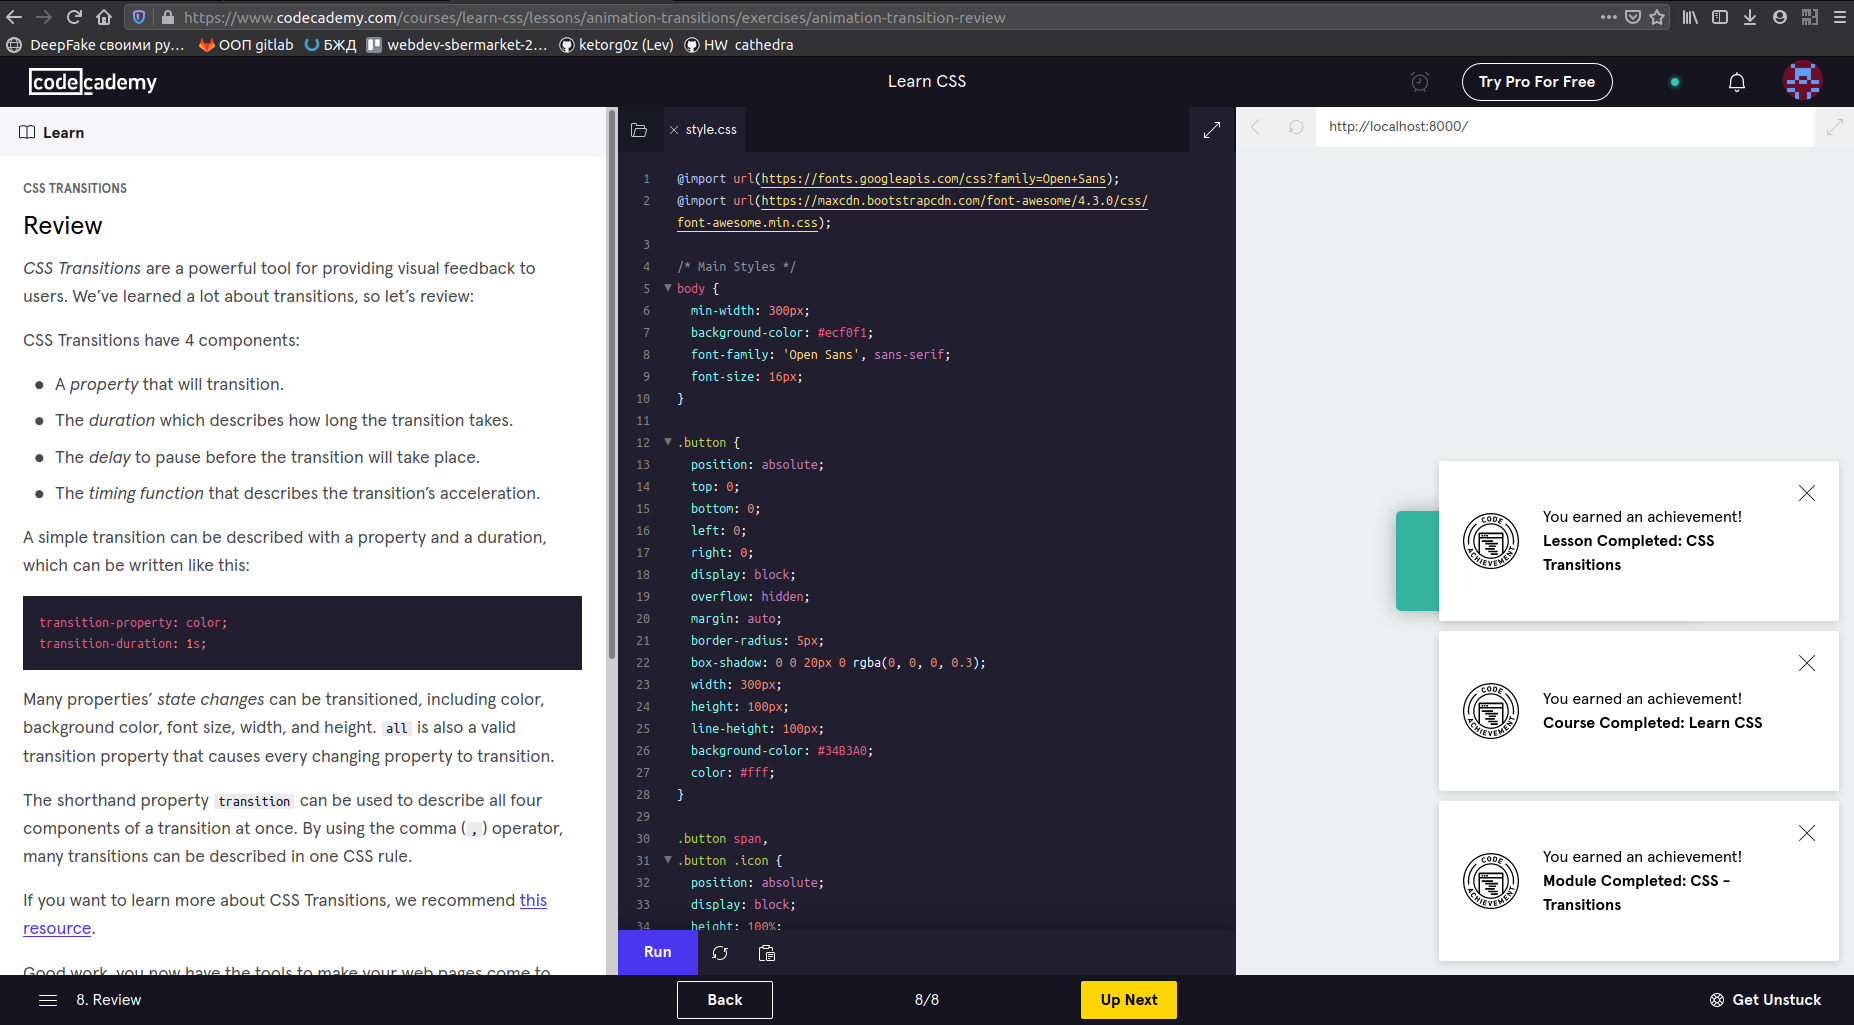 https://www.codecademy.com/courses/learn-css/lessons/animation-transitions/exercises/animation-transition-review
DeepFake своими ру...
ООП gitlab
БЖД
webdev-sbermarket-2...
ketorg0z (Lev)
HW cathedra
codecademy
Learn CSS
Try Pro For Free
Learn
CSS TRANSITIONS
Review
CSS Transitions are a powerful tool for providing visual feedback to
users. We’ve learned a lot about transitions, so let’s review:
CSS Transitions have 4 components:
● A property that will transition.
● The duration which describes how long the transition takes.
● The delay to pause before the transition will take place.
● The timing function that describes the transition’s acceleration.
A simple transition can be described with a property and a duration,
which can be written like this:
transition-property: color;
transition-duration: 1s;
Many properties’ state changes can be transitioned, including color,
background color, font size, width, and height. all is also a valid
transition property that causes every changing property to transition.
The shorthand property transition can be used to describe all four
components of a transition at once. By using the comma (,) operator,
many transitions can be described in one CSS rule.
If you want to learn more about CSS Transitions, we recommend this
resource.
Good work, you now have the tools to make your web pages come to
style.css
1 @import url(https://fonts.googleapis.com/css?family=Open+Sans);
2 @import url(https://maxcdn.bootstrapcdn.com/font-awesome/4.3.0/css/
font-awesome.min.css);
3
4 /* Main Styles */
5 body {
6 min-width: 300px;
7 background-color: #ecf0f1;
8 font-family: 'Open Sans', sans-serif;
9 font-size: 16px;
10 }
11
12 .button {
13 position: absolute;
14 top: 0;
15 bottom: 0;
16 left: 0;
17 right: 0;
18 display: block;
19 overflow: hidden;
20 margin: auto;
21 border-radius: 5px;
22 box-shadow: 0 0 20px 0 rgba(0, 0, 0, 0.3);
23 width: 300px;
24 height: 100px;
25 line-height: 100px;
26 background-color: #34B3A0;
27 color: #fff;
28 }
29
30 .button span,
31 .button .icon {
32 position: absolute;
33 display: block;
34 height: 100%;
Run
http://localhost:8000/
CODE
ACHIEVEMENT
You earned an achievement!
Lesson Completed: CSS
Transitions
CODE
ACHIEVEMENT
You earned an achievement!
Course Completed: Learn CSS
CODE
ACHIEVEMENT
You earned an achievement!
Module Completed: CSS -
Transitions
8. Review
Back
8/8
Up Next
Get Unstuck